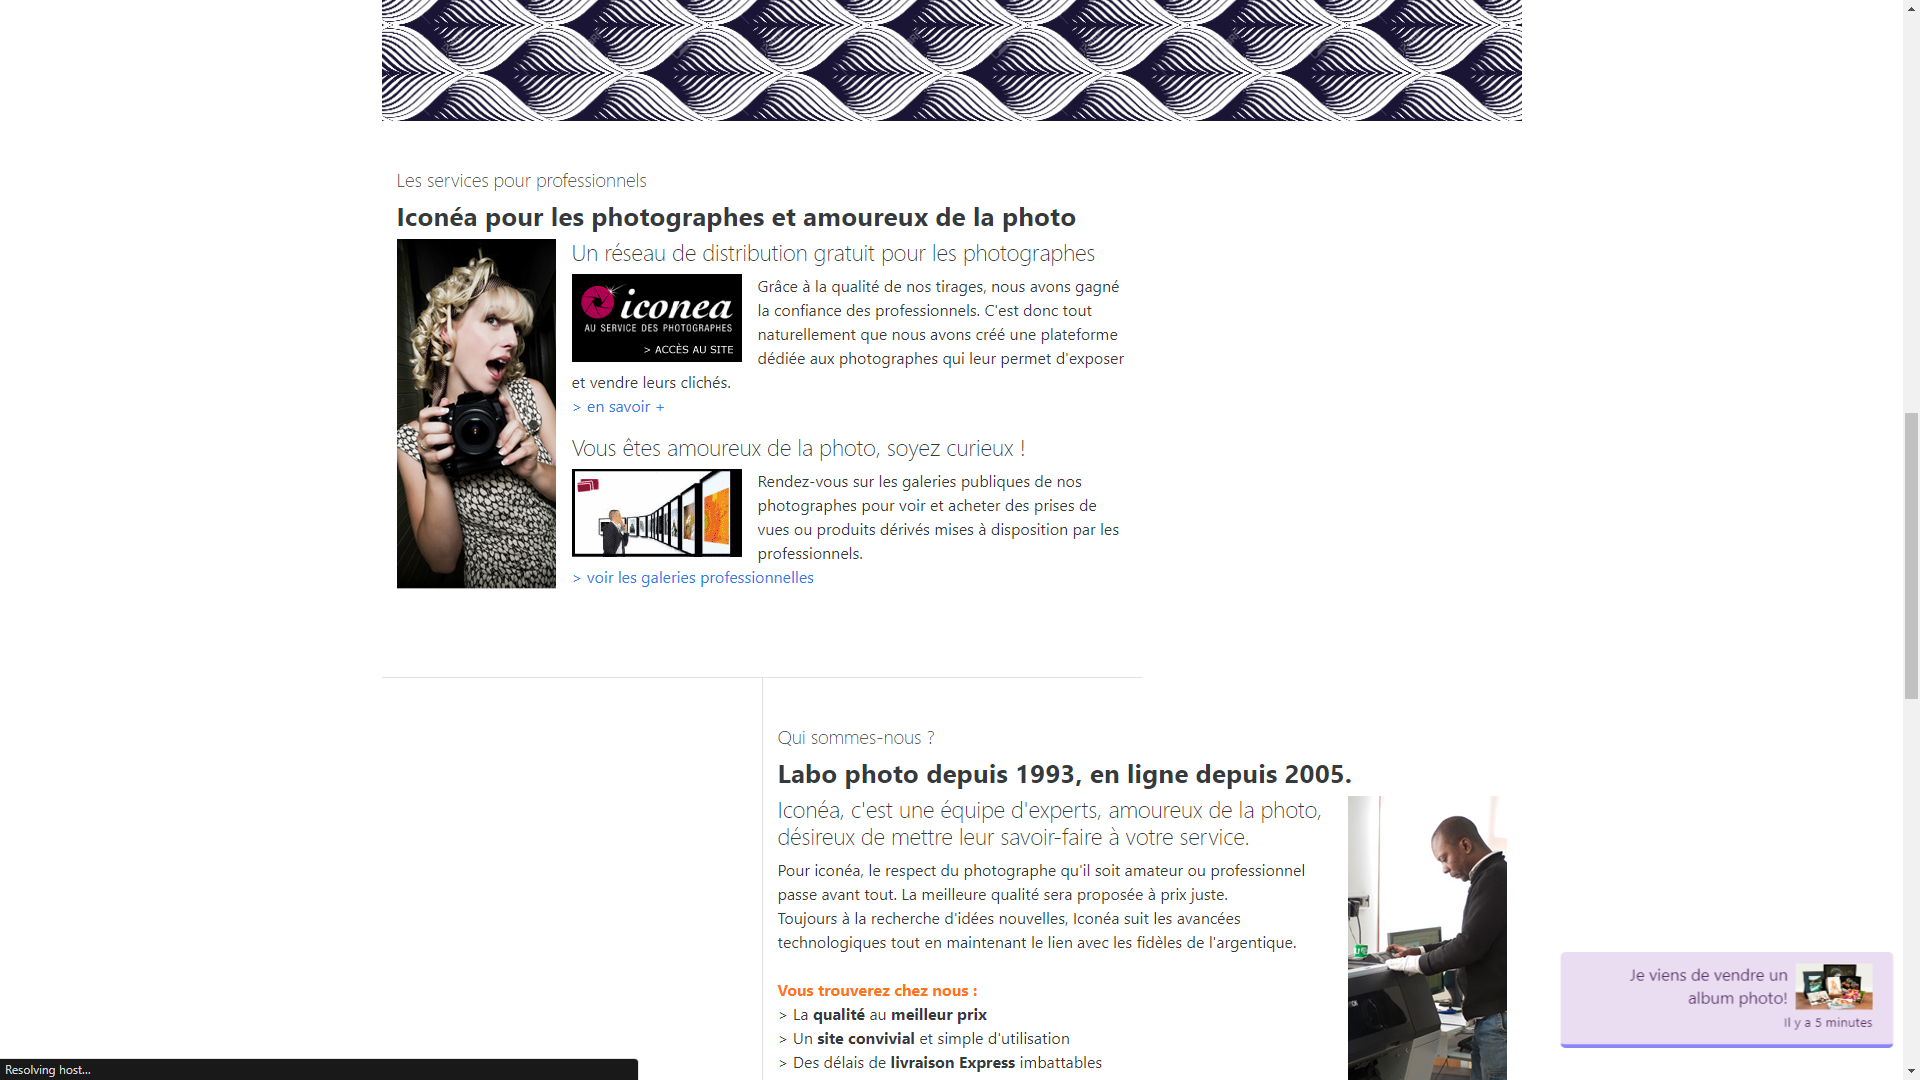 Les services pour professionnels
Iconéa pour les photographes et amoureux de la photo
Un réseau de distribution gratuit pour les photographes
iconea
AU SERVICE DES PHOTOGRAPHES
> ACCÈS AU SITE
Grâce à la qualité de nos tirages, nous avons gagné
la confiance des professionnels. C'est donc tout
naturellement que nous avons créé une plateforme
dédiée aux photographes qui leur permet d'exposer
et vendre leurs clichés.
> en savoir +
Vous êtes amoureux de la photo, soyez curieux !
Rendez-vous sur les galeries publiques de nos
photographes pour voir et acheter des prises de
vues ou produits dérivés mises à disposition par les
professionnels.
> voir les galeries professionnelles
Qui sommes-nous ?
Labo photo depuis 1993, en ligne depuis 2005.
Iconéa, c'est une équipe d'experts, amoureux de la photo,
désireux de mettre leur savoir-faire à votre service.
Pour iconéa, le respect du photographe qu'il soit amateur ou professionnel
passe avant tout. La meilleure qualité sera proposée à prix juste.
Toujours à la recherche d'idées nouvelles, Iconéa suit les avancées
technologiques tout en maintenant le lien avec les fidèles de l'argentique.
Vous trouverez chez nous :
> La qualité au meilleur prix
> Un site convivial et simple d'utilisation
> Des délais de livraison Express imbattables
Je viens de vendre un
album photo!
Il y a 5 minutes
Resolving host...